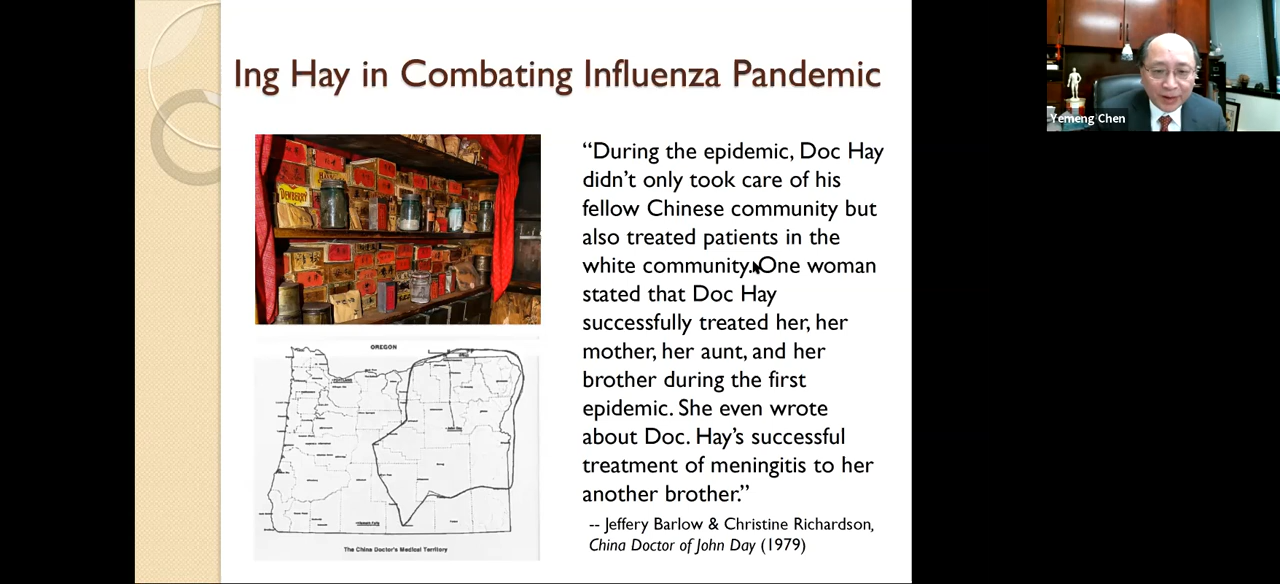 Ing Hay in Combating Influenza Pandemic
Yemeng Chen
DEWBERRY
“During the epidemic, Doc Hay
didn’t only took care of his
fellow Chinese community but
also treated patients in the
white community. One woman
stated that Doc Hay
successfully treated her, her
mother, her aunt, and her
brother during the first
epidemic. She even wrote
about Doc. Hay’s successful
treatment of meningitis to her
another brother.”
-- Jeffery Barlow & Christine Richardson,
China Doctor of John Day (1979)
OREGON
The China Doctor's Medical Territory